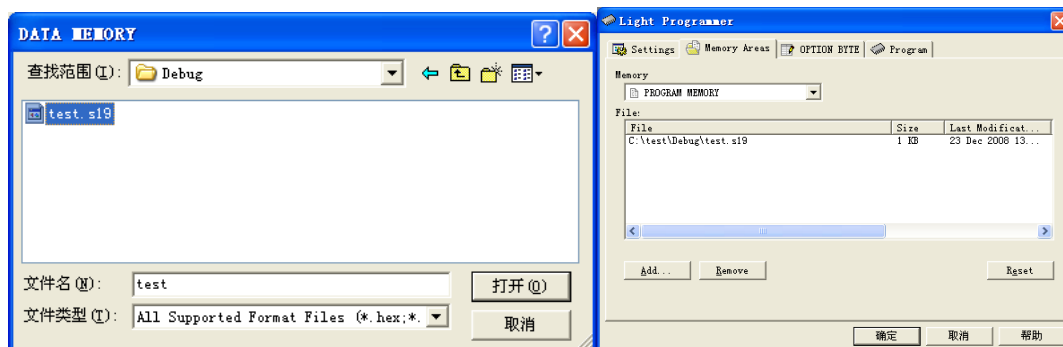 DATA MEMORY
查找范围(I): Debug
test.s19
文件名(N): test
打开(O)
文件类型(T): All Supported Format Files (*.hex;*.
取消
Light Programmer
Settings Memory Areas OPTION BYTE Program
Memory
PROGRAM MEMORY
File:
File Size Last Modificat...
C:\test\Debug\test.s19 1 KB 23 Dec 2008 13...
Add... Remove Reset
确定 取消 帮助